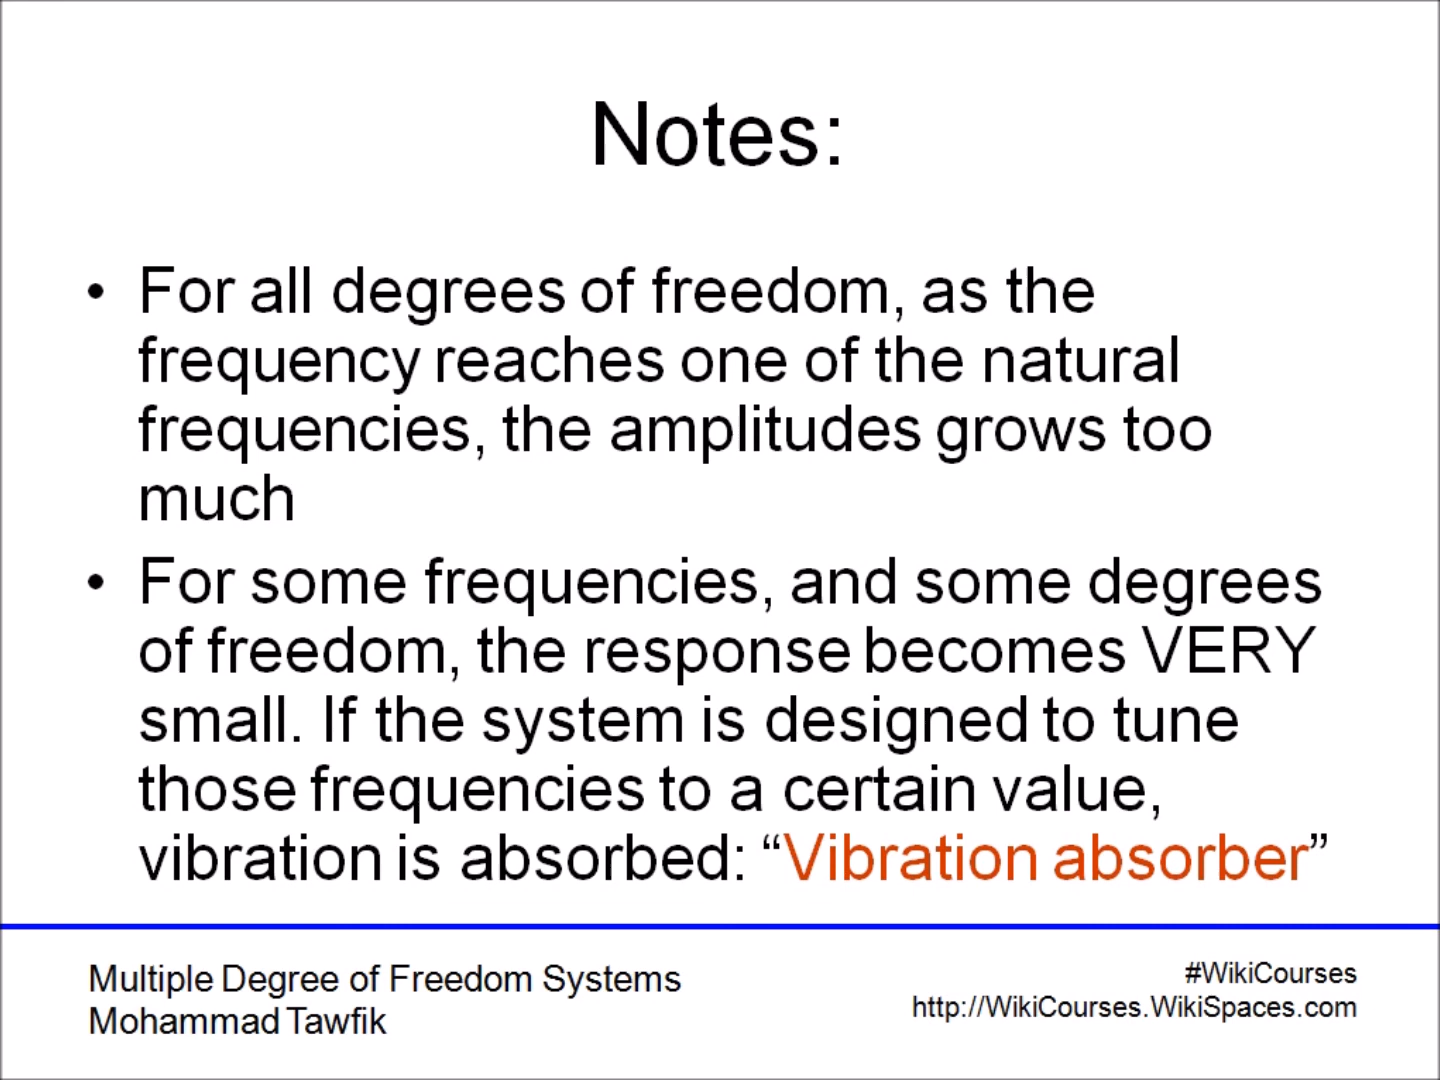 Notes:
• For all degrees of freedom, as the
frequency reaches one of the natural
frequencies, the amplitudes grows too
much
• For some frequencies, and some degrees
of freedom, the response becomes VERY
small. If the system is designed to tune
those frequencies to a certain value,
vibration is absorbed: “Vibration absorber”
Multiple Degree of Freedom Systems
Mohammad Tawfik
#WikiCourses
http://WikiCourses.WikiSpaces.com